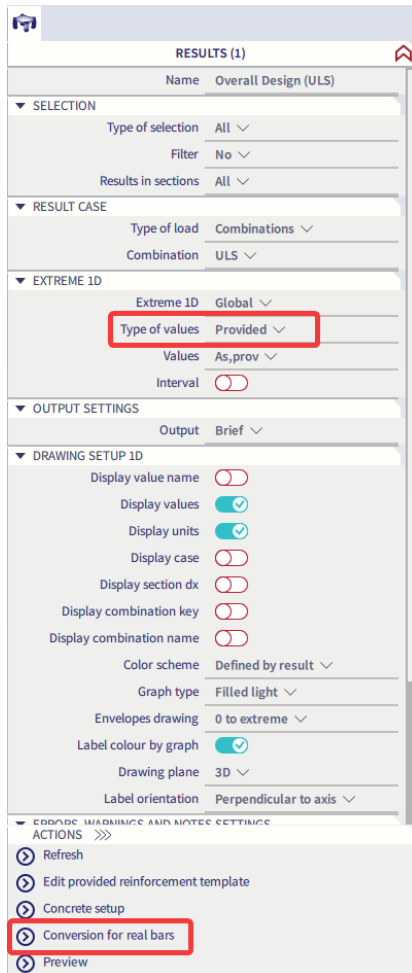 RESULTS (1)
Name Overall Design (ULS)
SELECTION
Type of selection All
Filter No
Results in sections All
RESULT CASE
Type of load Combinations
Combination ULS
EXTREME 1D
Extreme 1D Global
Type of values Provided
Values As,prov
Interval
OUTPUT SETTINGS
Output Brief
DRAWING SETUP 1D
Display value name
Display values
Display units
Display case
Display section dx
Display combination key
Display combination name
Color scheme Defined by result
Graph type Filled light
Envelopes drawing 0 to extreme
Label colour by graph
Drawing plane 3D
Label orientation Perpendicular to axis
ERRORS, WARNINGS AND NOTES SETTINGS
ACTIONS >>>
Refresh
Edit provided reinforcement template
Concrete setup
Conversion for real bars
Preview